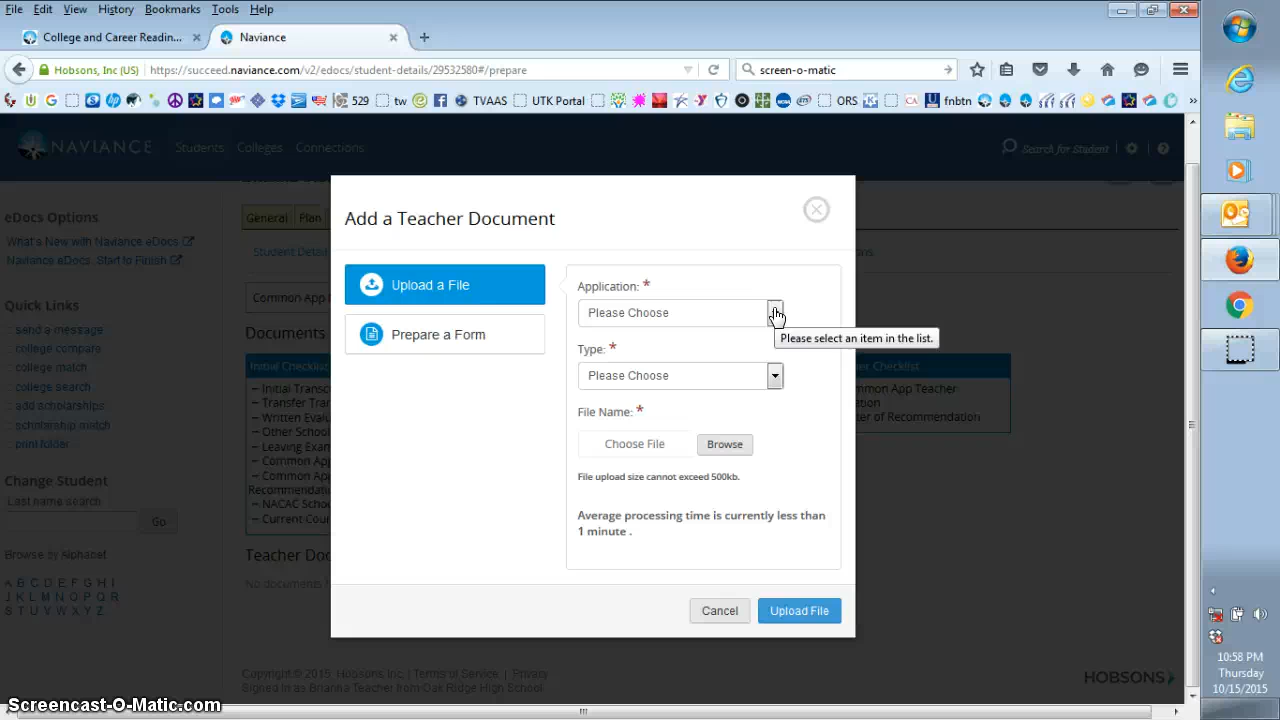 File Edit View History Bookmarks Tools Help
College and Career Readin... Naviance
Hobsons, Inc (US) https://succeed.naviance.com/v2/edocs/student-details/29532580#/prepare screen-o-matic
529 tw TVAAS UTK Portal ORS CA fnbtn
NAVIANCE Students Colleges Connections Search for Student
eDocs Options
What's New with Naviance eDocs
Naviance eDocs: Start to Finish
Quick Links
:: send a message
:: college compare
:: college match
:: college search
:: add scholarships
:: scholarship match
:: print folder
Change Student
Last name search
Go
Browse by Alphabet
A B C D E F G H I
J K L M N O P Q R
S T U V W X Y Z
General Plan
Student Detai
Common App
Documents
Initial Checklist
– Initial Transc
– Transfer Tran
– Written Evalu
– Other School
– Leaving Exam
– Common App
– Common App
Recommendation
– NACAC Schoo
– Current Cour
Teacher Doc
No documents
er Checklist
mmon App Teacher
tion
ter of Recommendation
Add a Teacher Document
Upload a File
Prepare a Form
Application: *
Please Choose
Please select an item in the list.
Type: *
Please Choose
File Name: *
Choose File Browse
File upload size cannot exceed 500kb.
Average processing time is currently less than
1 minute .
Cancel Upload File
Copyright © 2015, Hobsons, Inc. | Terms of Service | Privacy
Signed in as Brianna Teacher from Oak Ridge High School
HOBSONS
10:58 PM
Thursday
10/15/2015
Screencast-O-Matic.com